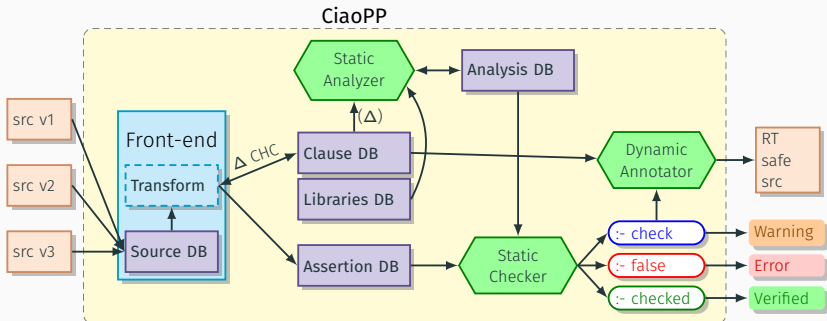 CiaoPP
src v1
src v2
src v3
Front-end
Transform
Source DB
Δ CHC
Static
Analyzer
(Δ)
Clause DB
Libraries DB
Assertion DB
Analysis DB
Static
Checker
Dynamic
Annotator
:- check
:- false
:- checked
RT
safe
src
Warning
Error
Verified